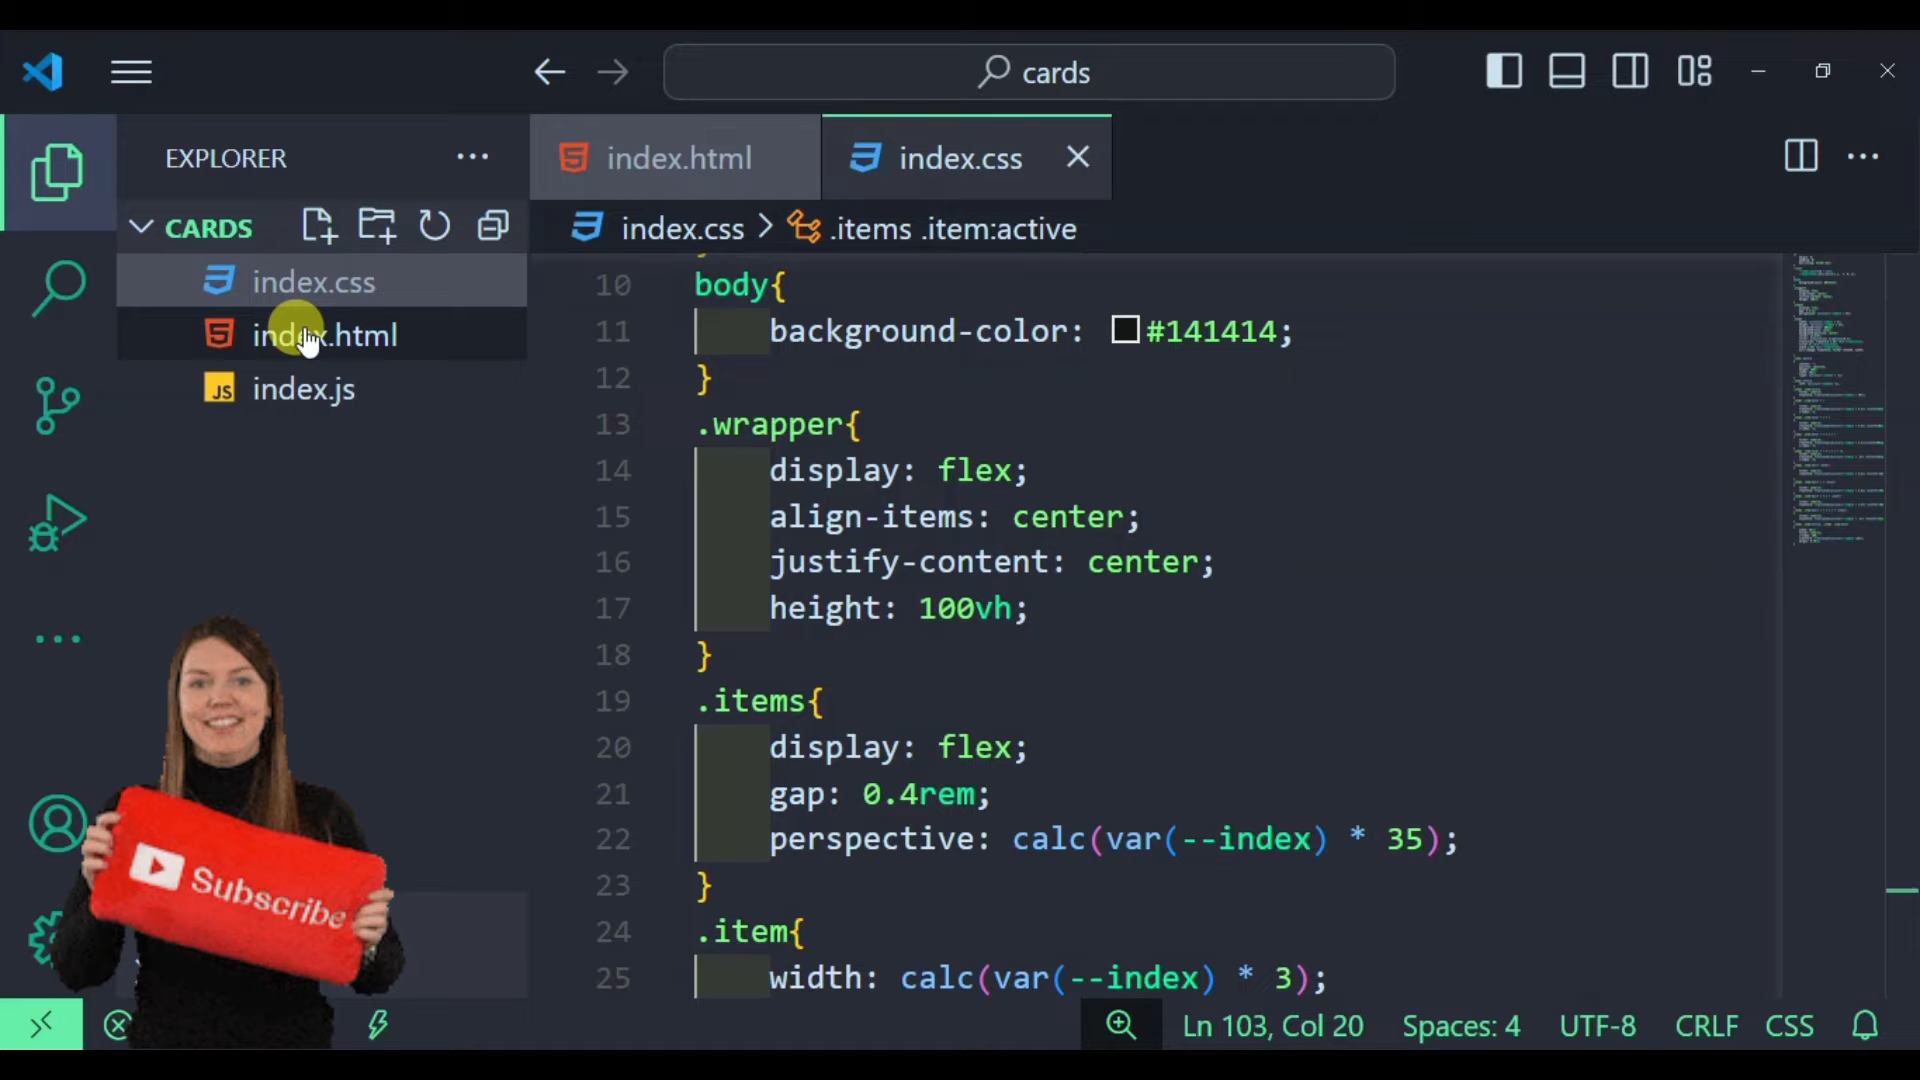 cards
EXPLORER
index.html
index.css
CARDS
index.css > .items .item:active
index.css
index.html
index.js
10 body{
11 background-color: #141414;
12 }
13 .wrapper{
14 display: flex;
15 align-items: center;
16 justify-content: center;
17 height: 100vh;
18 }
19 .items{
20 display: flex;
21 gap: 0.4rem;
22 perspective: calc(var(--index) * 35);
23 }
24 .item{
25 width: calc(var(--index) * 3);
Subscribe
Ln 103, Col 20 Spaces: 4 UTF-8 CRLF CSS